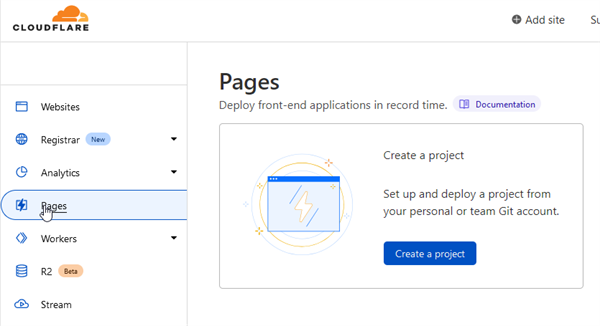 CLOUDFLARE
Add site
Su
Websites
Registrar New
Analytics
Pages
Workers
R2 Beta
Stream
Pages
Deploy front-end applications in record time. Documentation
Create a project
Set up and deploy a project from
your personal or team Git account.
Create a project